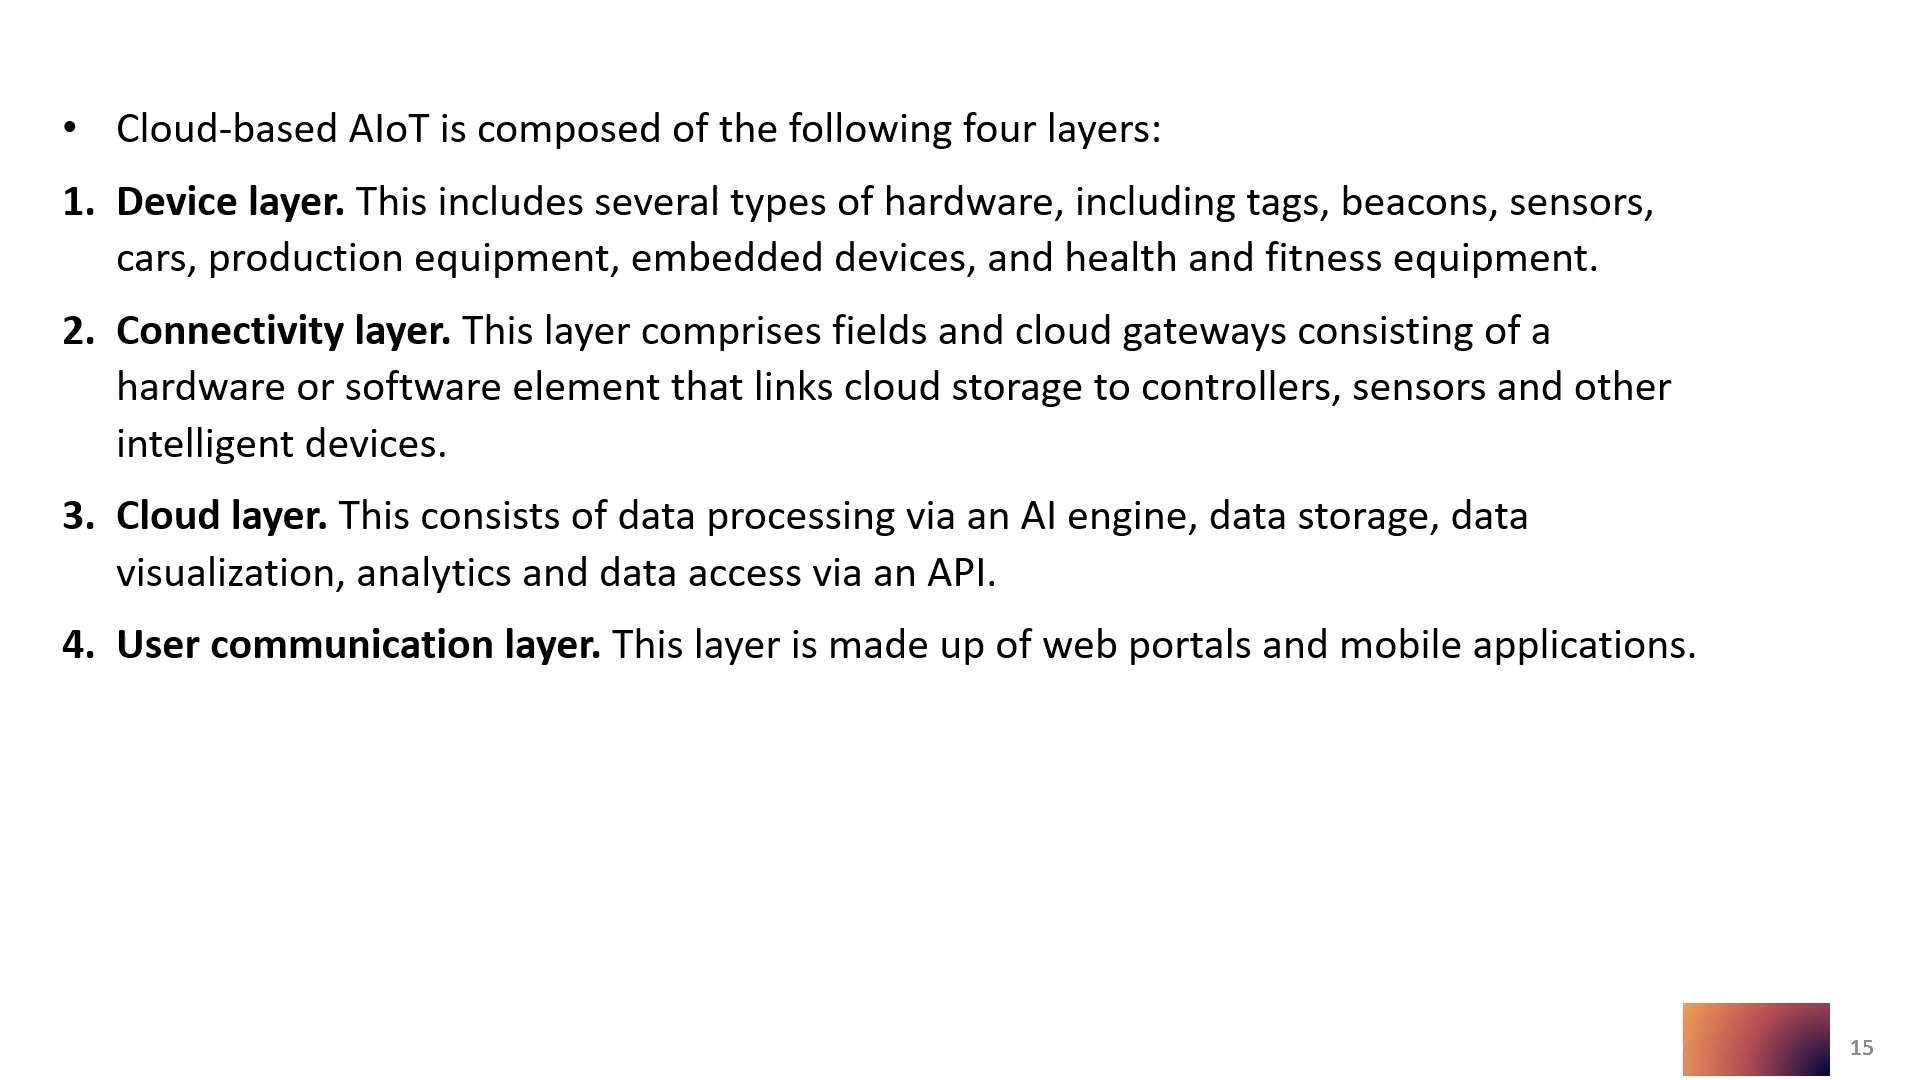 • Cloud-based AIoT is composed of the following four layers:
1. Device layer. This includes several types of hardware, including tags, beacons, sensors,
cars, production equipment, embedded devices, and health and fitness equipment.
2. Connectivity layer. This layer comprises fields and cloud gateways consisting of a
hardware or software element that links cloud storage to controllers, sensors and other
intelligent devices.
3. Cloud layer. This consists of data processing via an AI engine, data storage, data
visualization, analytics and data access via an API.
4. User communication layer. This layer is made up of web portals and mobile applications.
15